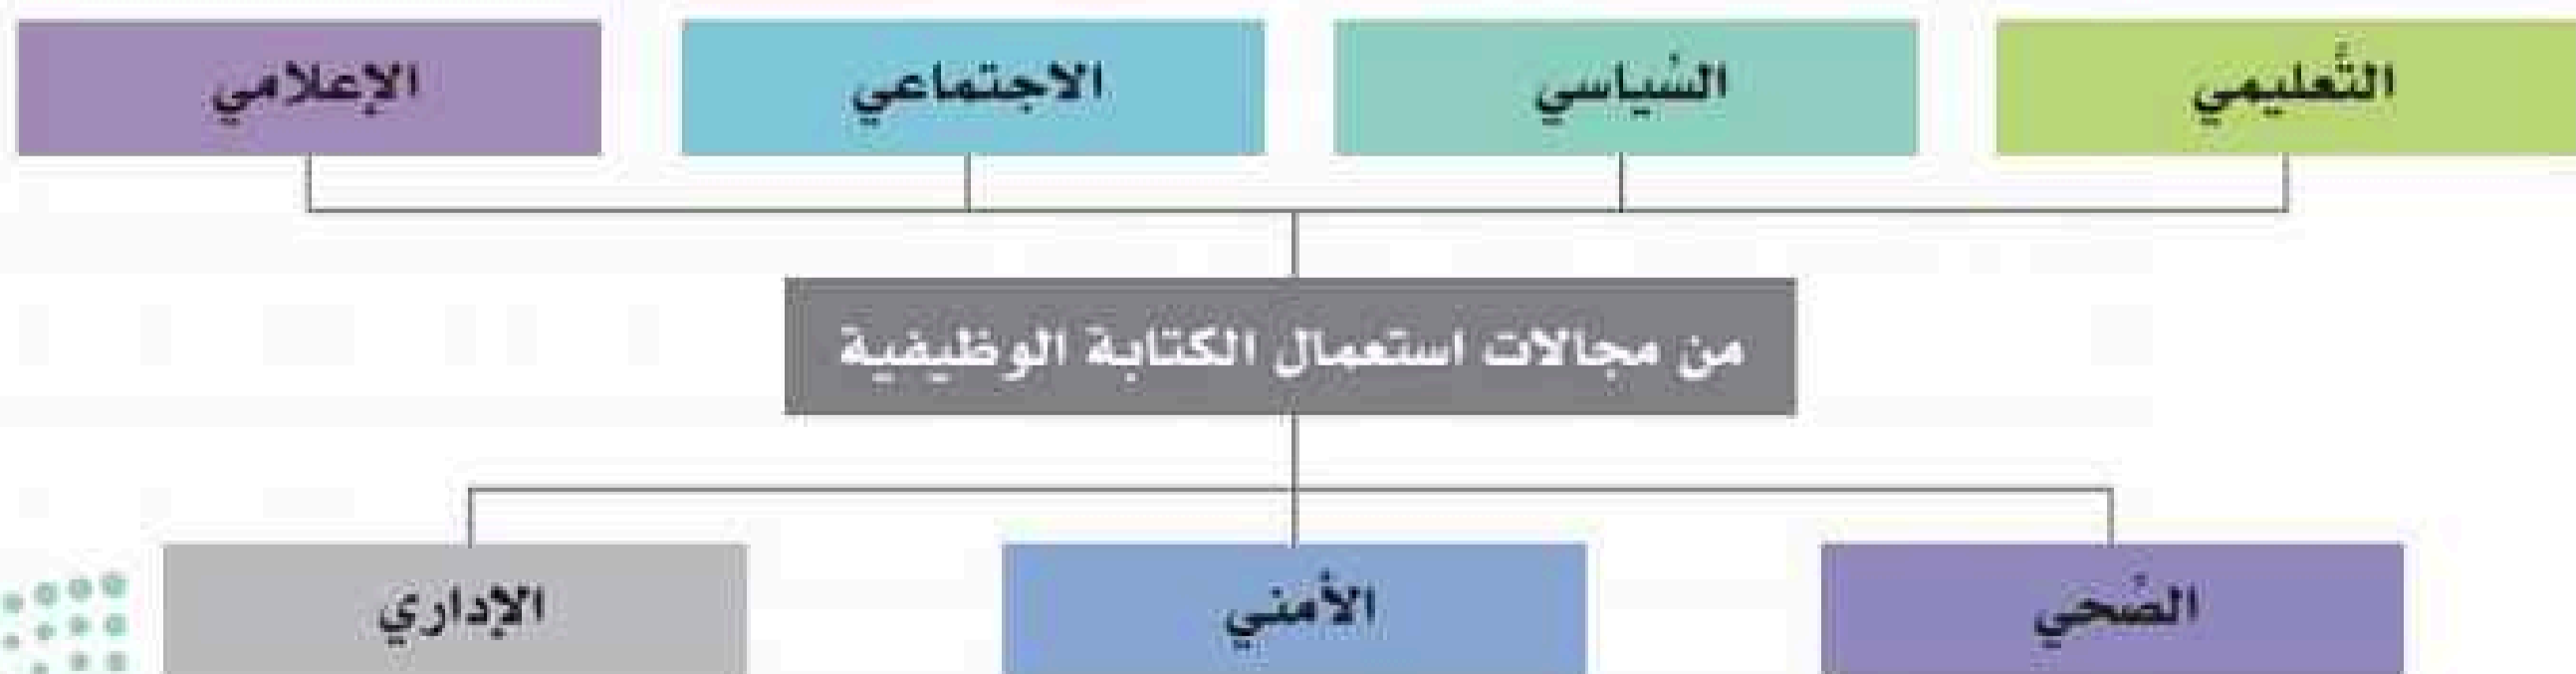 التَّعليمي
السِّياسي
الاجتماعي
الإعلامي
من مجالات استعمال الكتابة الوظيفية
الصِّحي
الأمني
الإداري